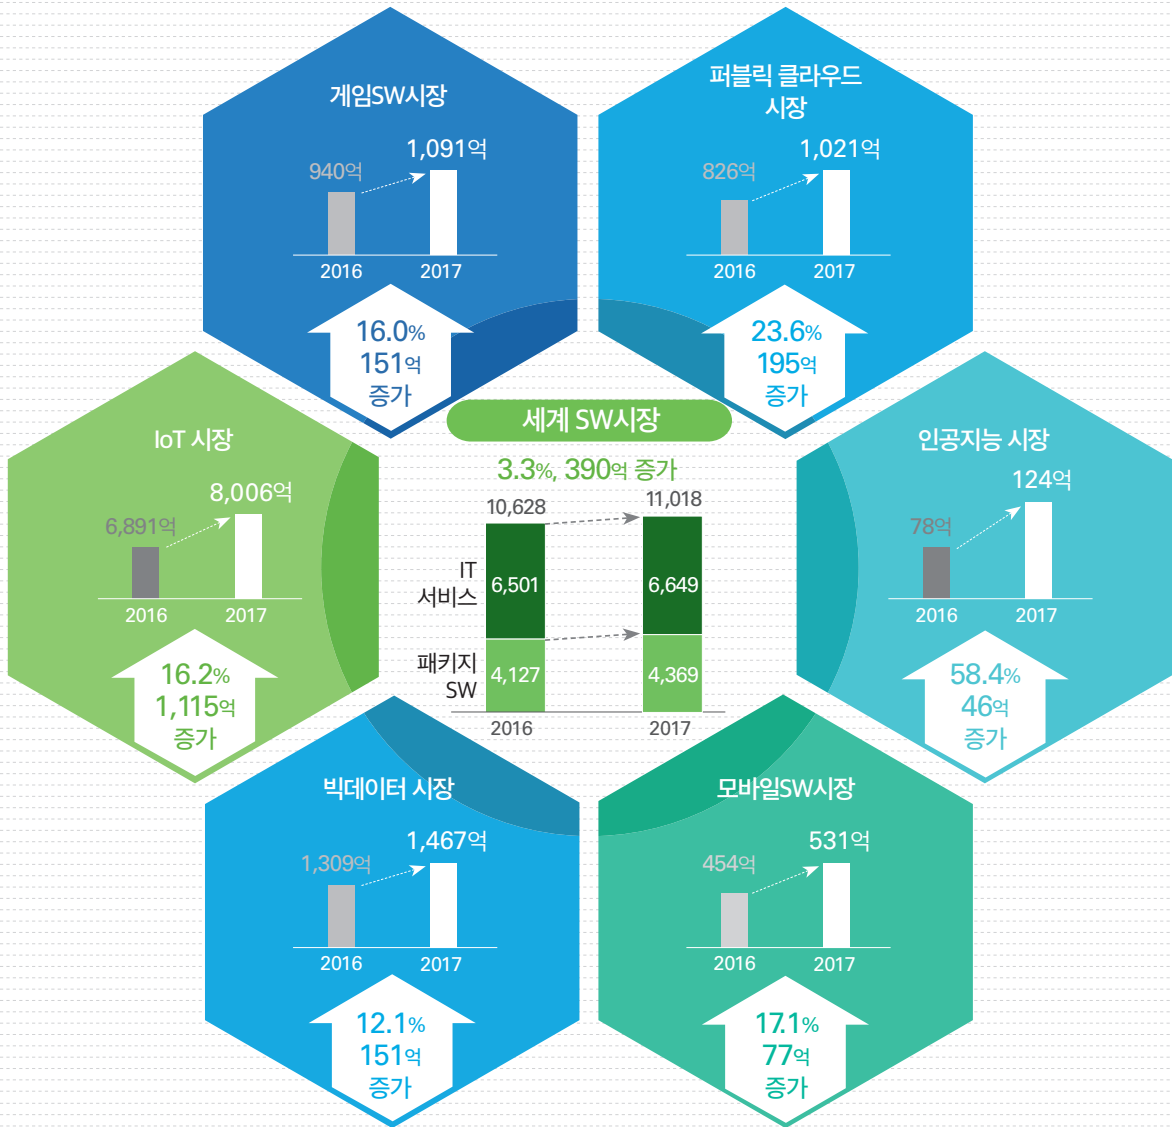 게임SW시장
940억
1,091억
2016
2017
16.0%
151억
증가
퍼블릭 클라우드
시장
826억
1,021억
2016
2017
23.6%
195억
증가
IoT 시장
6,891억
8,006억
2016
2017
16.2%
1,115억
증가
세계 SW시장
3.3%, 390억 증가
10,628
11,018
IT
서비스
6,501
6,649
패키지
SW
4,127
4,369
2016
2017
인공지능 시장
78억
124억
2016
2017
58.4%
46억
증가
빅데이터 시장
1,309억
1,467억
2016
2017
12.1%
151억
증가
모바일SW시장
454억
531억
2016
2017
17.1%
77억
증가